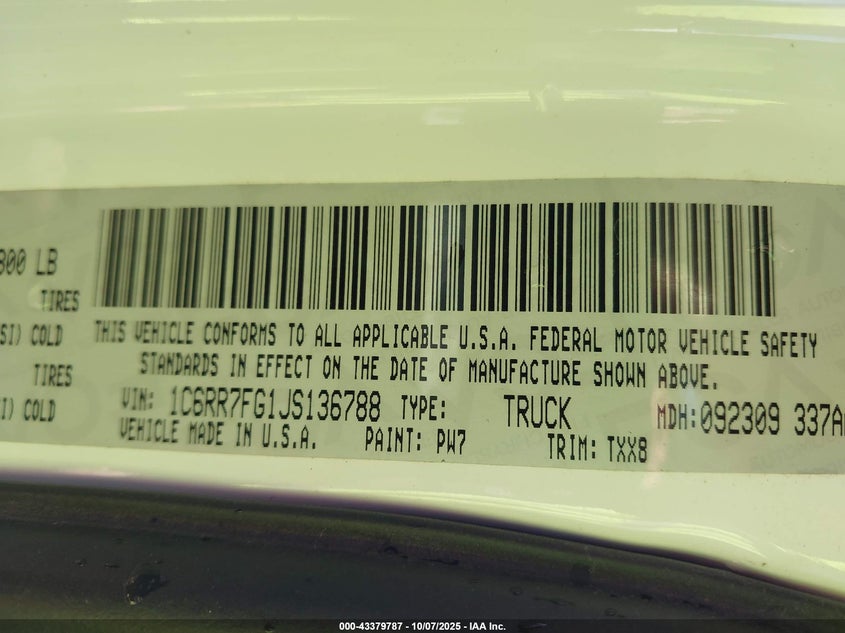 800 LB
TIRES
SI) COLD
TIRES
I) COLD
THIS VEHICLE CONFORMS TO ALL APPLICABLE U.S.A. FEDERAL MOTOR VEHICLE SAFETY
STANDARDS IN EFFECT ON THE DATE OF MANUFACTURE SHOWN ABOVE.
VIN: 1C6RR7FG1JS136788 TYPE: TRUCK MDH:092309 337A
VEHICLE MADE IN U.S.A. PAINT: PW7 TRIM: TXX8
000-43379787 - 10/07/2025 - IAA Inc.